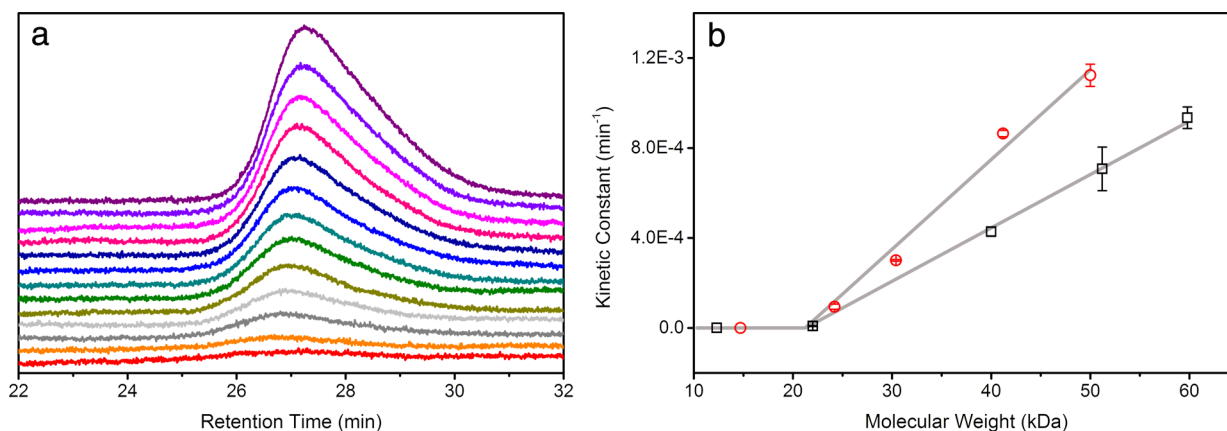 a
22 24 26 28 30 32
Retention Time (min)
b
1.2E-3
8.0E-4
4.0E-4
0.0
Kinetic Constant (min⁻¹)
10 20 30 40 50 60
Molecular Weight (kDa)